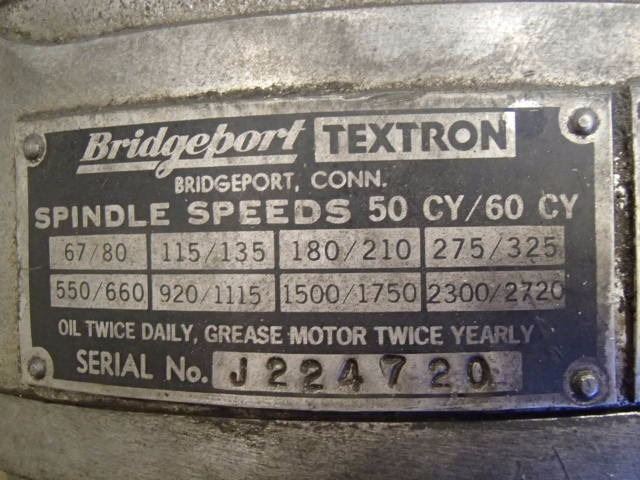 Bridgeport TEXTRON
BRIDGEPORT, CONN.
SPINDLE SPEEDS 50 CY/60 CY
67/80 115/135 180/210 275/325
550/660 920/1115 1500/1750 2300/2720
OIL TWICE DAILY, GREASE MOTOR TWICE YEARLY
SERIAL No. J224720